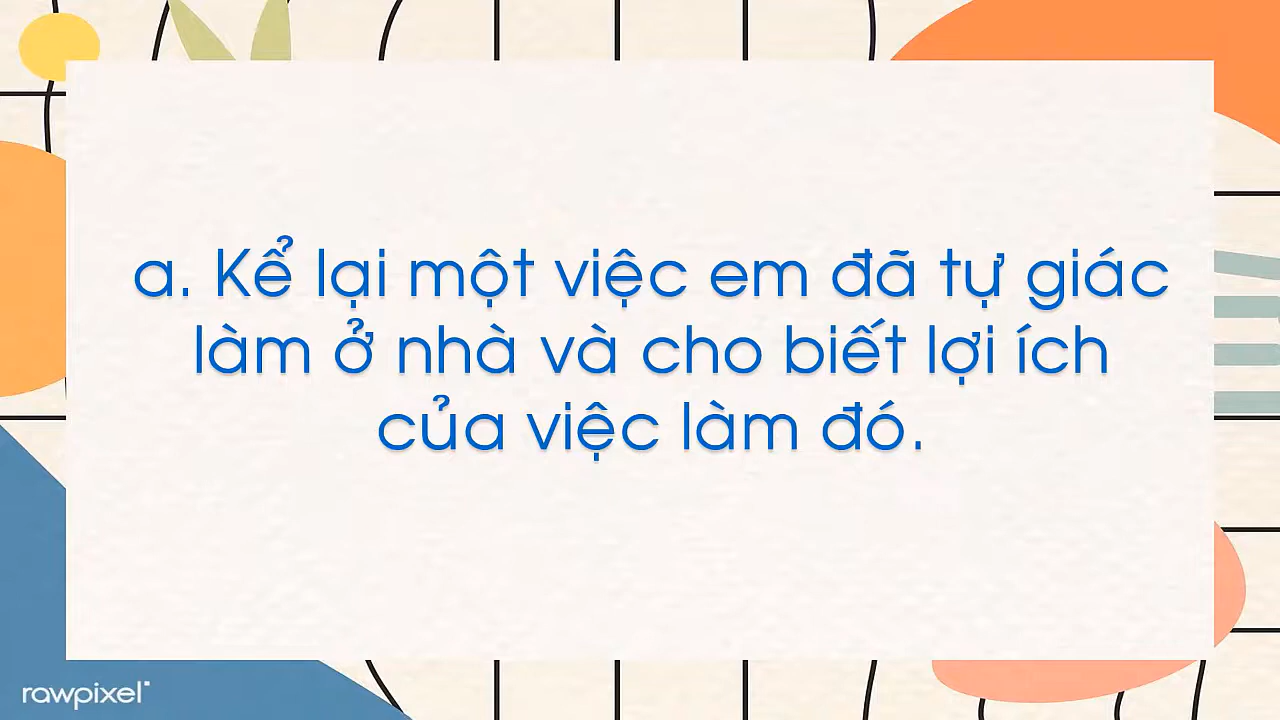 a. Kể lại một việc em đã tự giác
làm ở nhà và cho biết lợi ích
của việc làm đó.
rawpixel